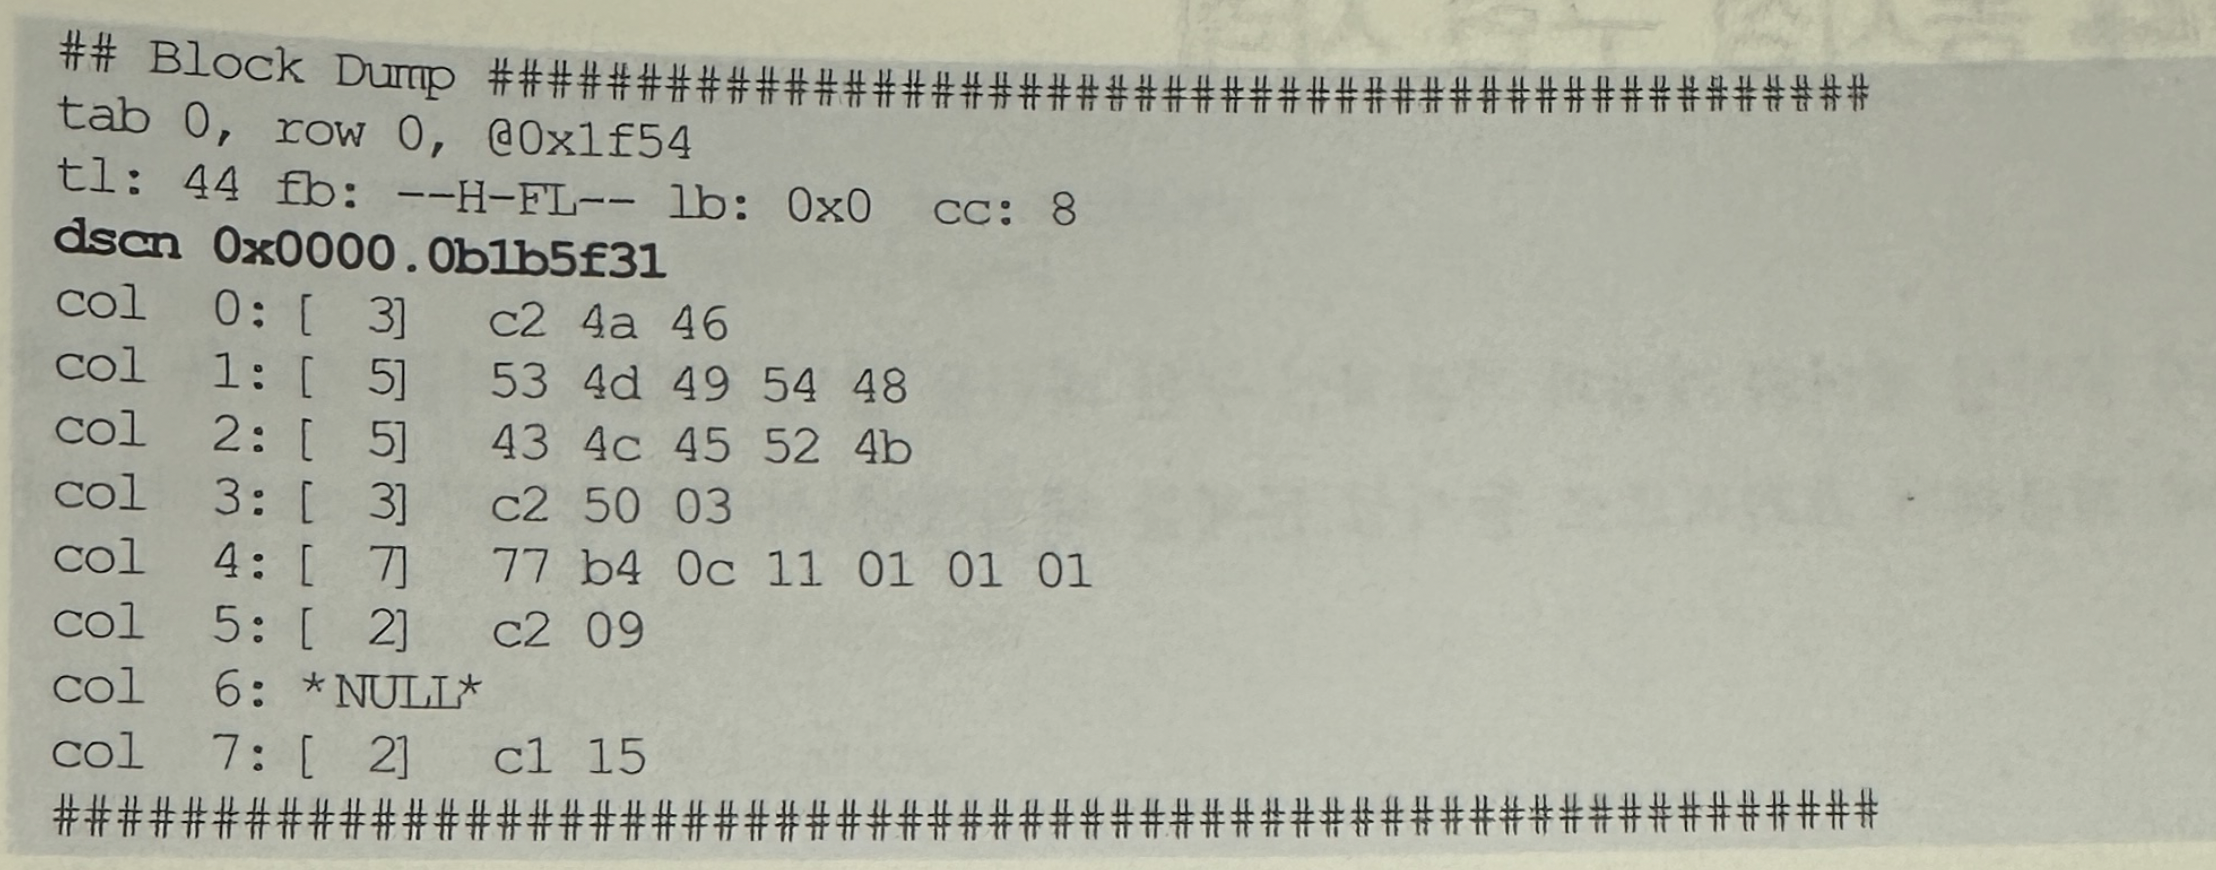 ## Block Dump ###############################################
tab 0, row 0, @0x1f54
tl: 44 fb: --H-FL-- lb: 0x0  cc: 8
dscn 0x0000.0b1b5f31
col  0: [  3]  c2 4a 46
col  1: [  5]  53 4d 49 54 48
col  2: [  5]  43 4c 45 52 4b
col  3: [  3]  c2 50 03
col  4: [  7]  77 b4 0c 11 01 01 01
col  5: [  2]  c2 09
col  6: *NULL*
col  7: [  2]  c1 15
############################################################